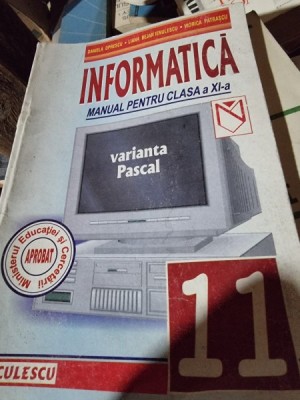 INFORMATICĂ
MANUAL PENTRU CLASA a XI-a
varianta
Pascal
Ministerul Educației și Cercetării
APROBAT
11
CULESCU